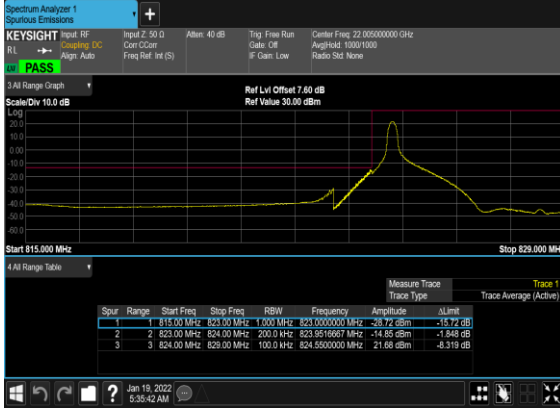 Spectrum Analyzer 1
Spurious Emissions
+
KEYSIGHT Input: RF Input Z: 50 Ω Atten: 40 dB Trig: Free Run Center Freq: 22.005000000 GHz
RL Coupling: DC Corr CCorr Gate: Off Avg|Hold: 1000/1000
Align: Auto Freq Ref: Int (S) IF Gain: Low Radio Std: None
PASS
3.All Range Graph
Ref Lvl Offset 7.60 dB
Scale/Div 10.0 dB Ref Value 30.00 dBm
Log
20.0
10.0
0.00
-10.0
-20.0
-30.0
-40.0
-50.0
-60.0
Start 815.000 MHz Stop 829.000 MH
4.All Range Table
Measure Trace Trace 1
Trace Type Trace Average (Active)
Spur Range Start Freq Stop Freq RBW Frequency Amplitude ΔLimit
1 1 815.00 MHz 823.00 MHz 1.000 MHz 823.0000000 MHz -28.72 dBm -15.72 dB
2 2 823.00 MHz 824.00 MHz 200.0 kHz 823.9516667 MHz -14.85 dBm -1.848 dB
3 3 824.00 MHz 829.00 MHz 100.0 kHz 824.5500000 MHz 21.68 dBm -8.319 dB
? Jan 19, 2022
5:35:42 AM